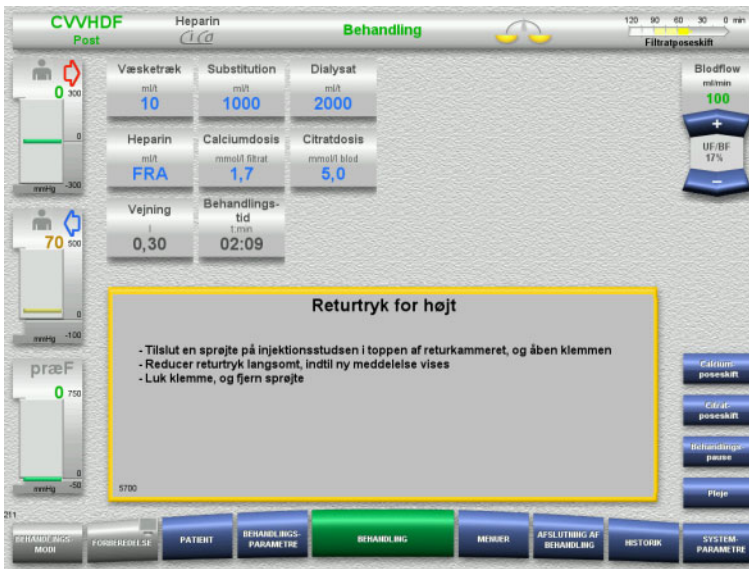 CVVHDF
Post
Heparin
CiCa
Behandling
120 90 60 30 0 min
Filtratposeskift
0
300
0
mmHg
-300
Væsketræk
ml/t
10
Substitution
ml/t
1000
Dialysat
ml/t
2000
Blodflow
ml/min
100
+
UF/BF
17%
−
Heparin
ml/t
FRA
Calciumdosis
mmol/l filtrat
1,7
Citratdosis
mmol/l blod
5,0
Vejning
l
0,30
Behandlings-
tid
t:min
02:09
70
500
0
mmHg
-100
Returtryk for højt
- Tilslut en sprøjte på injektionsstudsen i toppen af returkammeret, og åben klemmen
- Reducer returtryk langsomt, indtil ny meddelelse vises
- Luk klemme, og fjern sprøjte
5700
præF
0
750
0
mmHg
-50
Calcium-
poseskift
Citrat-
poseskift
Behandlings-
pause
Pleje
211
BEHANDLINGS-
MODI
FORBEREDELSE
PATIENT
BEHANDLINGS-
PARAMETRE
BEHANDLING
MENUER
AFSLUTNING AF
BEHANDLING
HISTORIK
SYSTEM-
PARAMETRE